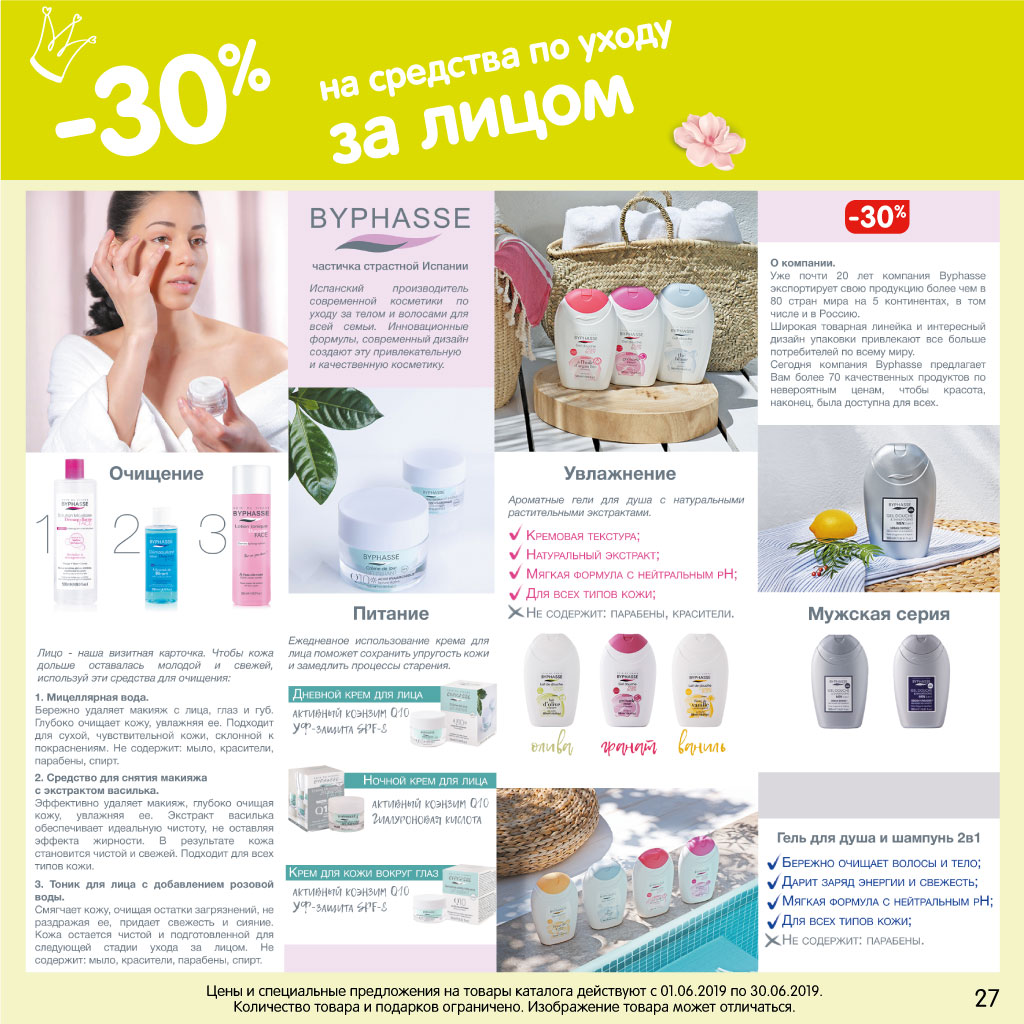 -30%
на средства по уходу
за лицом
BYPHASSE
частичка страстной Испании
Испанский производитель
современной косметики по
уходу за телом и волосами для
всей семьи. Инновационные
формулы, современный дизайн
создают эту привлекательную
и качественную косметику.
-30%
О компании.
Уже почти 20 лет компания Byphasse
экспортирует свою продукцию более чем в
80 стран мира на 5 континентах, в том
числе и в Россию.
Широкая товарная линейка и интересный
дизайн упаковки привлекают все больше
потребителей по всему миру.
Сегодня компания Byphasse предлагает
Вам более 70 качественных продуктов по
невероятным ценам, чтобы красота,
наконец, была доступна для всех.
Очищение
1 2 3
BYPHASSE
BYPHASSE
BYPHASSE
FACE
Лицо - наша визитная карточка. Чтобы кожа
дольше оставалась молодой и свежей,
используй эти средства для очищения:
1. Мицеллярная вода.
Бережно удаляет макияж с лица, глаз и губ.
Глубоко очищает кожу, увлажняя ее. Подходит
для сухой, чувствительной кожи, склонной к
покраснениям. Не содержит: мыло, красители,
парабены, спирт.
2. Средство для снятия макияжа
с экстрактом василька.
Эффективно удаляет макияж, глубоко очищая
кожу, увлажняя ее. Экстракт василька
обеспечивает идеальную чистоту, не оставляя
эффекта жирности. В результате кожа
становится чистой и свежей. Подходит для всех
типов кожи.
3. Тоник для лица с добавлением розовой
воды.
Смягчает кожу, очищая остатки загрязнений, не
раздражая ее, придает свежесть и сияние.
Кожа остается чистой и подготовленной для
следующей стадии ухода за лицом. Не
содержит: мыло, красители, парабены, спирт.
BYPHASSE
Q10
Питание
Ежедневное использование крема для
лица поможет сохранить упругость кожи
и замедлить процессы старения.
Дневной крем для лица
активный коэнзим Q10
УФ-защита SPF-8
Ночной крем для лица
активный коэнзим Q10
гиалуроновая кислота
Крем для кожи вокруг глаз
активный коэнзим Q10
УФ-защита SPF-8
Увлажнение
Ароматные гели для душа с натуральными
растительными экстрактами.
Кремовая текстура;
Натуральный экстракт;
Мягкая формула с нейтральным pH;
Для всех типов кожи;
Не содержит: парабены, красители.
BYPHASSE
BYPHASSE
BYPHASSE
олива гранат ваниль
BYPHASSE
Мужская серия
BYPHASSE
BYPHASSE
Гель для душа и шампунь 2в1
Бережно очищает волосы и тело;
Дарит заряд энергии и свежесть;
Мягкая формула с нейтральным pH;
Для всех типов кожи;
Не содержит: парабены.
Цены и специальные предложения на товары каталога действуют с 01.06.2019 по 30.06.2019.
Количество товара и подарков ограничено. Изображение товара может отличаться.
27